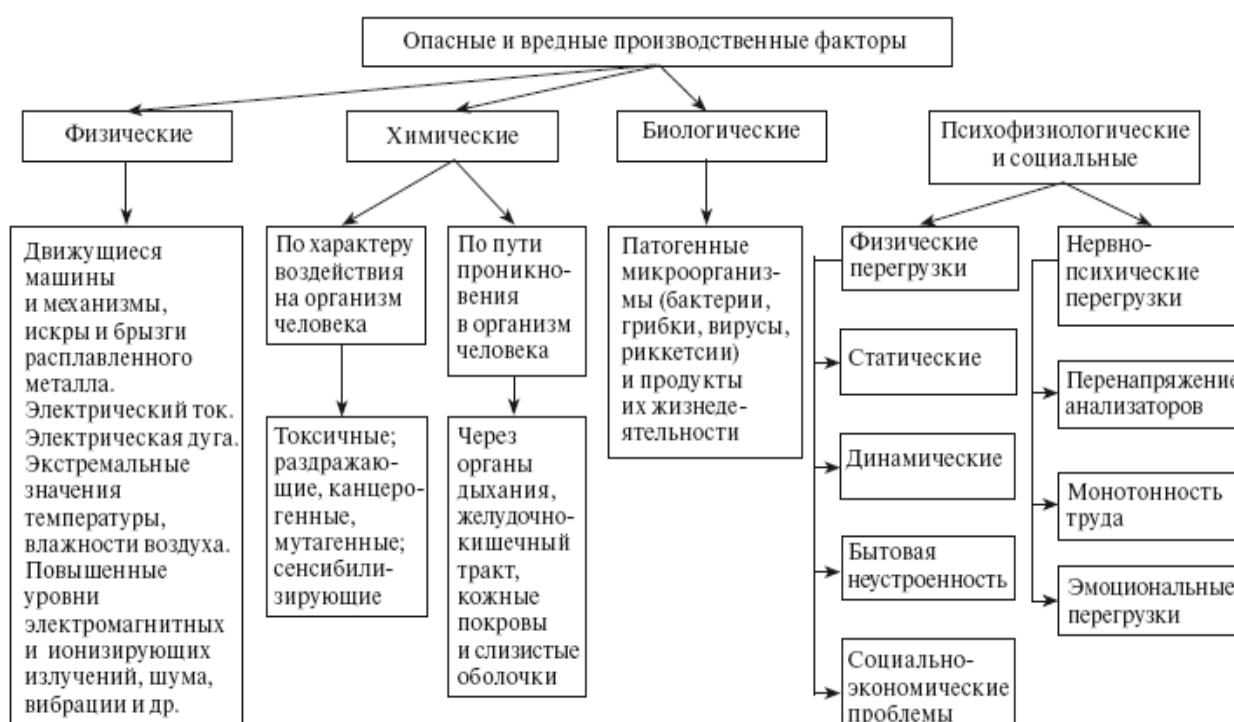 Опасные и вредные производственные факторы
Физические
Химические
Биологические
Психофизиологические
и социальные
Движущиеся
машины
и механизмы,
искры и брызги
расплавленного
металла.
Электрический ток.
Электрическая дуга.
Экстремальные
значения
температуры,
влажности воздуха.
Повышенные
уровни
электромагнитных
и ионизирующих
излучений, шума,
вибрации и др.
По характеру
воздействия
на организм
человека
Токсичные;
раздражаю-
щие, канцеро-
генные,
мутагенные;
сенсибили-
зирующие
По пути
проникно-
вения
в организм
человека
Через
органы
дыхания,
желудочно-
кишечный
тракт,
кожные
покровы
и слизистые
оболочки
Патогенные
микроорганиз-
мы (бактерии,
грибки, вирусы,
риккетсии)
и продукты
их жизнеде-
ятельности
Физические
перегрузки
Статические
Динамические
Бытовая
неустроенность
Социально-
экономические
проблемы
Нервно-
психические
перегрузки
Перенапряжение
анализаторов
Монотонность
труда
Эмоциональные
перегрузки